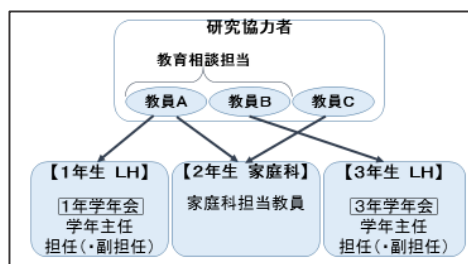 研究協力者
教育相談担当
教員A 教員B 教員C
【1年生 LH】 【2年生 家庭科】 【3年生 LH】
1年学年会
学年主任
担任(・副担任)
家庭科担当教員
3年学年会
学年主任
担任(・副担任)